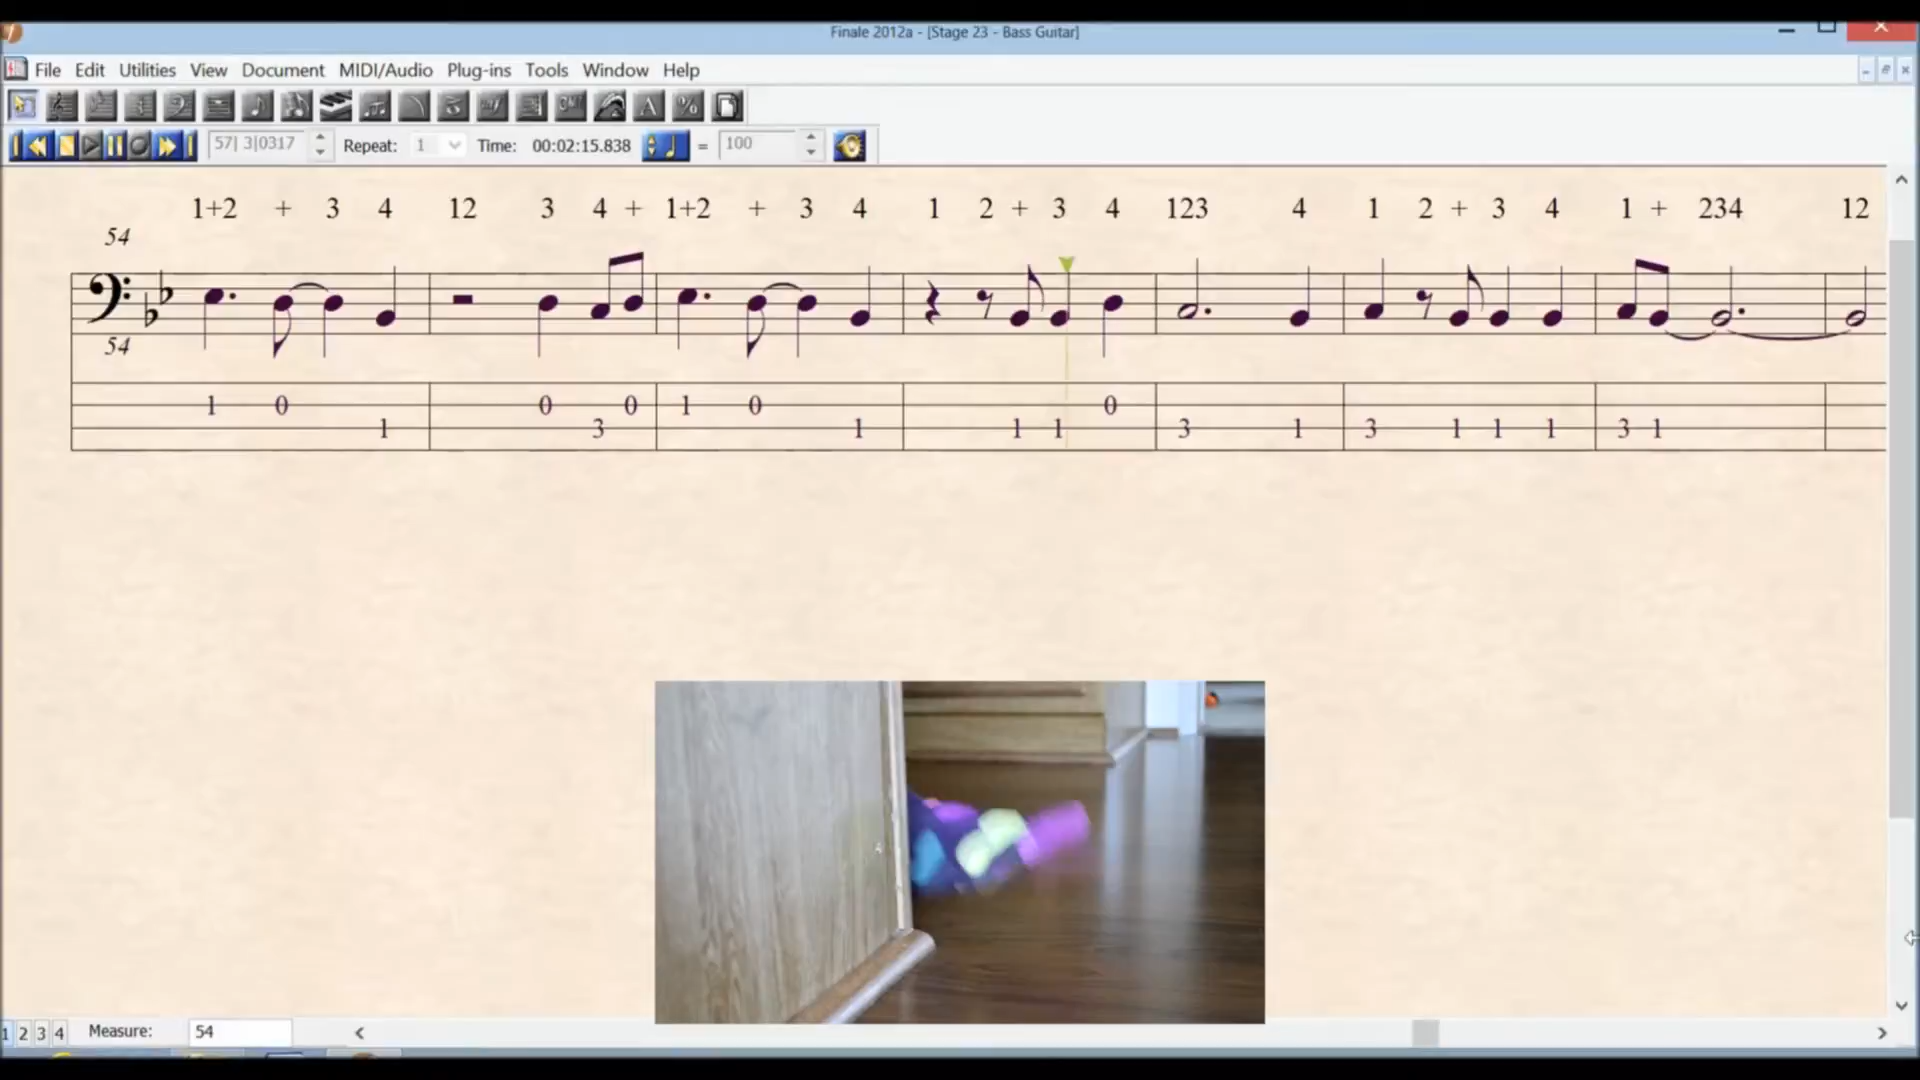 Finale 2012a - [Stage 23 - Bass Guitar]
File Edit Utilities View Document MIDI/Audio Plug-ins Tools Window Help
57| 3|0317 Repeat: 1 Time: 00:02:15.838 = 100
1+2 + 3 4 12 3 4 + 1+2 + 3 4 1 2 + 3 4 123 4 1 2 + 3 4 1 + 234 12
54
54
1 0 0 0 1 0 0
1 3 1 1 1 3 1 3 1 1 1 3 1
1 2 3 4 Measure: 54